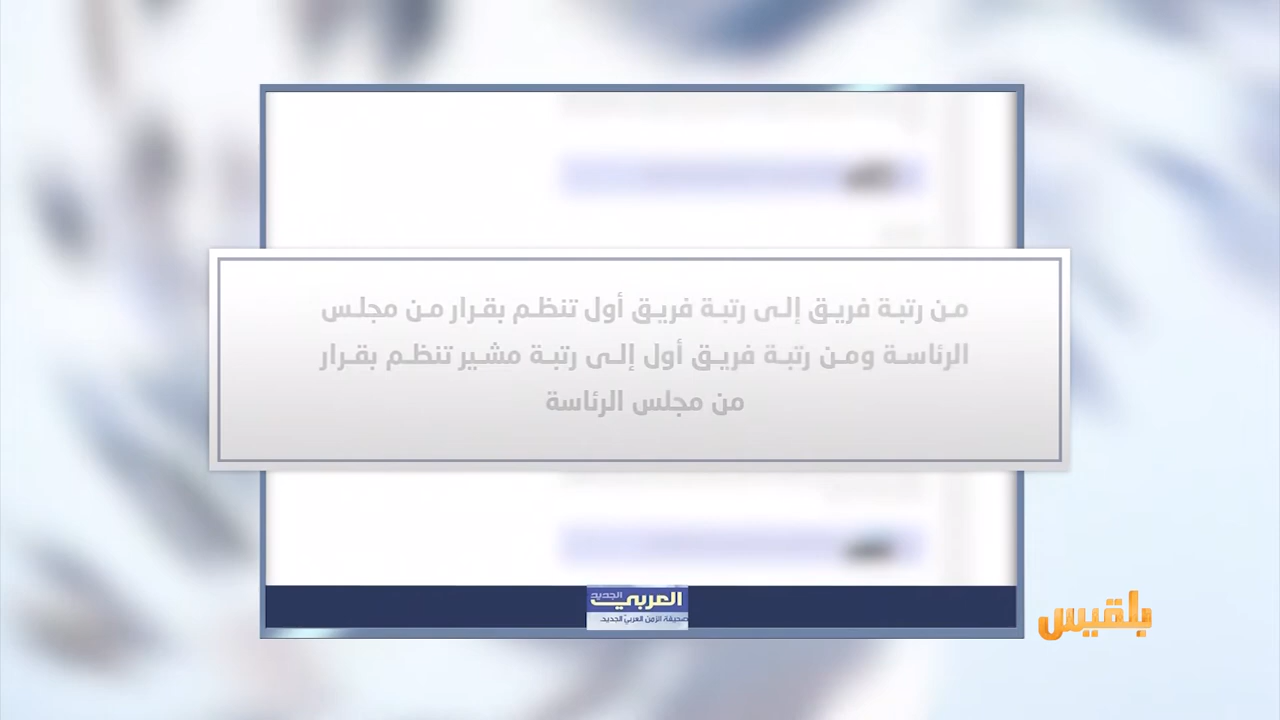 من رتبة فريق إلى رتبة فريق أول تنظم بقرار من مجلس
الرئاسة ومن رتبة فريق أول إلى رتبة مشير تنظم بقرار
من مجلس الرئاسة
العربي الجديد
صحيفة الزمن العربيّ الجديد.
بلقيس